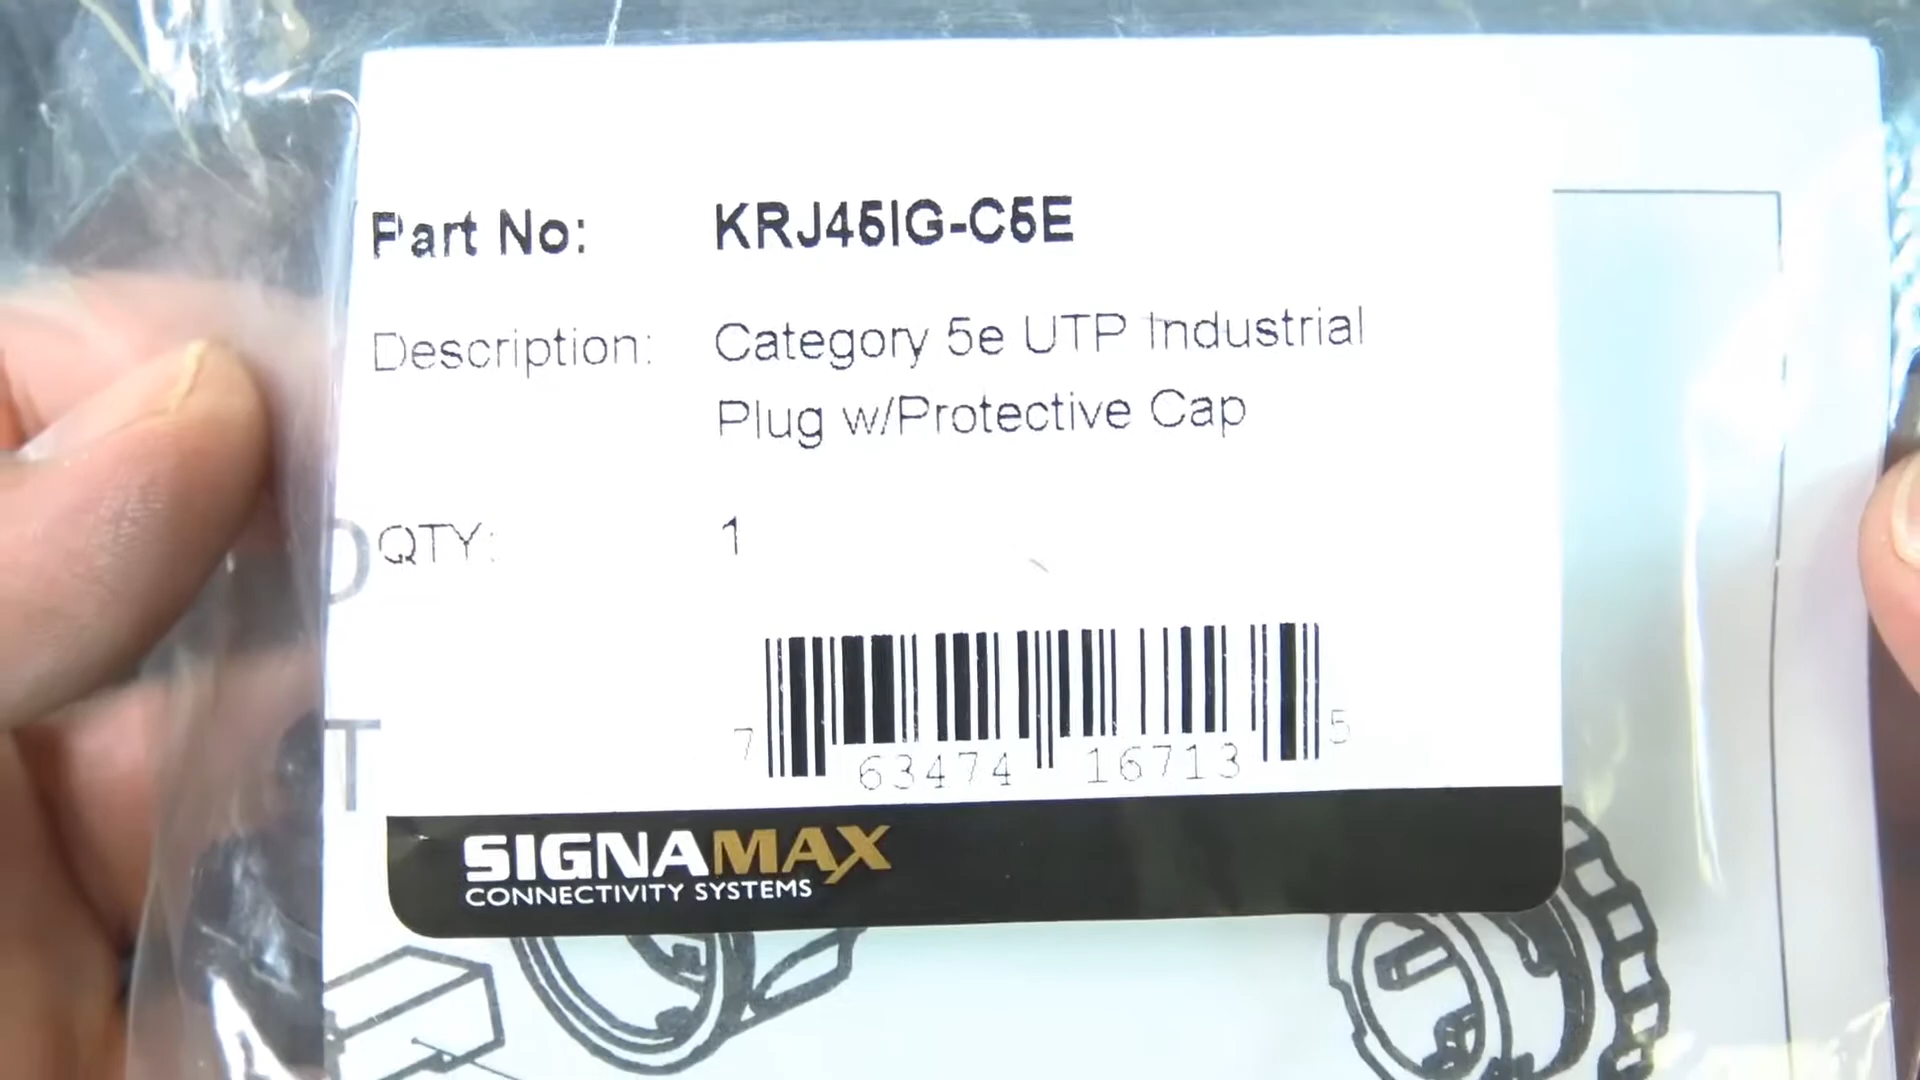 Part No: KRJ45IG-C5E
Description: Category 5e UTP Industrial
Plug w/Protective Cap
QTY: 1
7 63474 16713 5
SIGNAMAX
CONNECTIVITY SYSTEMS